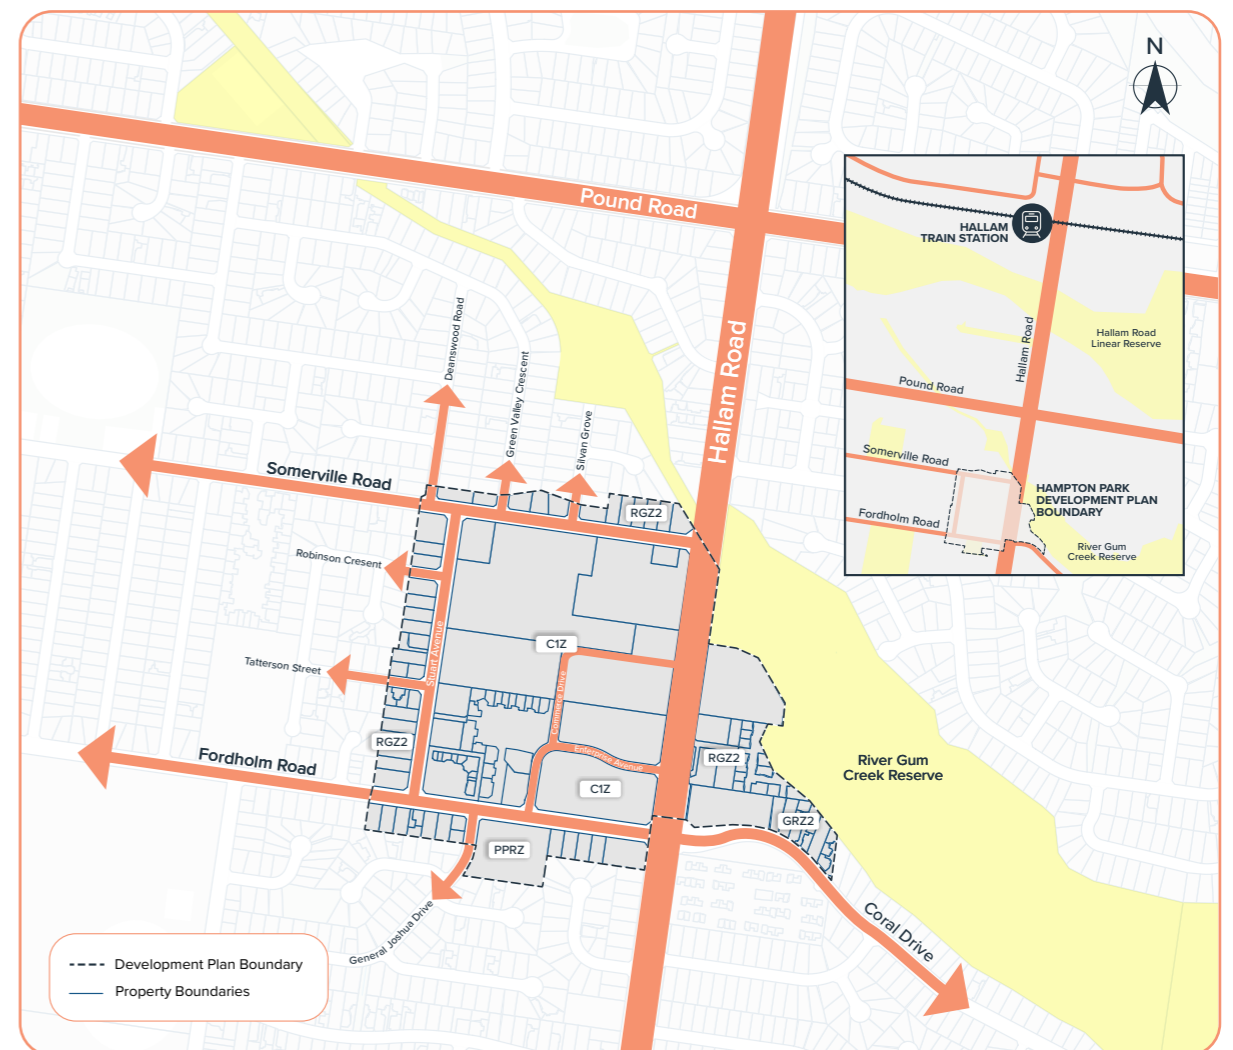 N
Pound Road
HALLAM
TRAIN STATION
Hallam Road
Hallam Road
Linear Reserve
Pound Road
Somerville Road
Fordholm Road
HAMPTON PARK
DEVELOPMENT PLAN
BOUNDARY
River Gum
Creek Reserve
Hallam Road
Deanswood Road
Green Valley Crescent
Silvan Grove
Somerville Road
RGZ2
Robinson Cresent
Stuart Avenue
C1Z
Tatterson Street
Commerce Drive
RGZ2
Enterprise Avenue
RGZ2
River Gum
Creek Reserve
Fordholm Road
C1Z
GRZ2
PPRZ
General Joshua Drive
Coral Drive
Development Plan Boundary
Property Boundaries